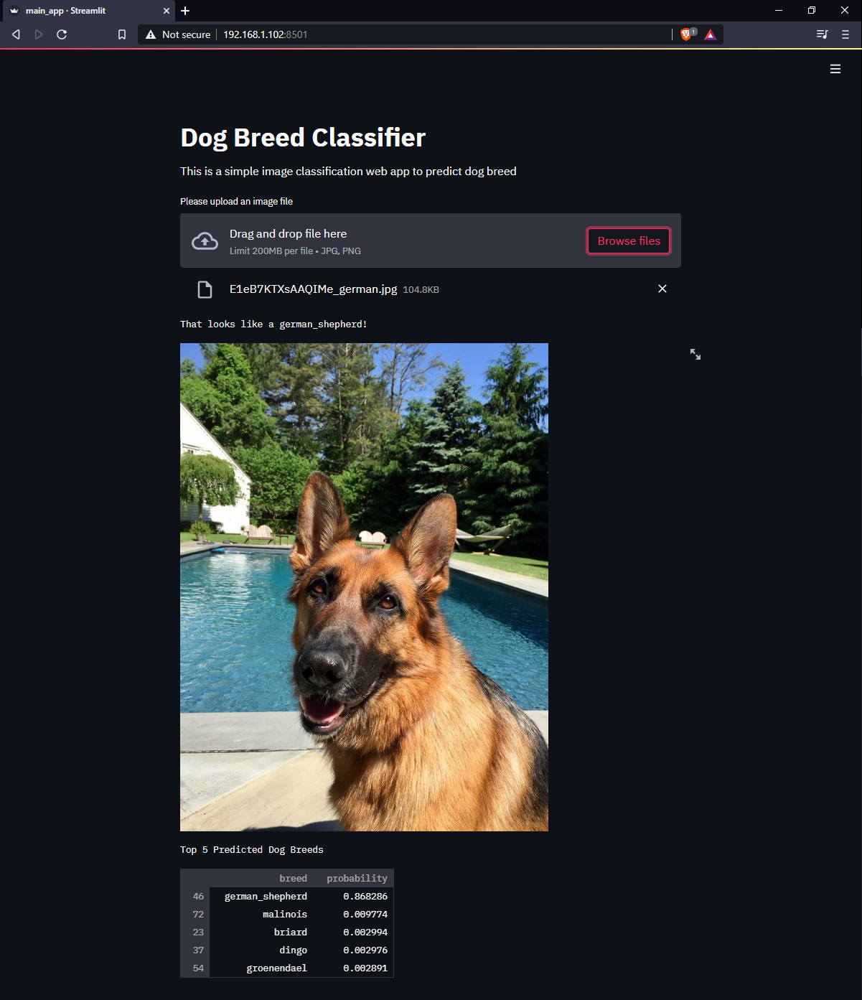 main_app · Streamlit
Not secure 192.168.1.102:8501
1
Dog Breed Classifier
This is a simple image classification web app to predict dog breed
Please upload an image file
Drag and drop file here
Limit 200MB per file • JPG, PNG
Browse files
E1eB7KTXsAAQIMe_german.jpg 104.8KB
That looks like a german_shepherd!
Top 5 Predicted Dog Breeds
breed probability
46 german_shepherd 0.868286
72 malinois 0.009774
23 briard 0.002994
37 dingo 0.002976
54 groenendael 0.002891